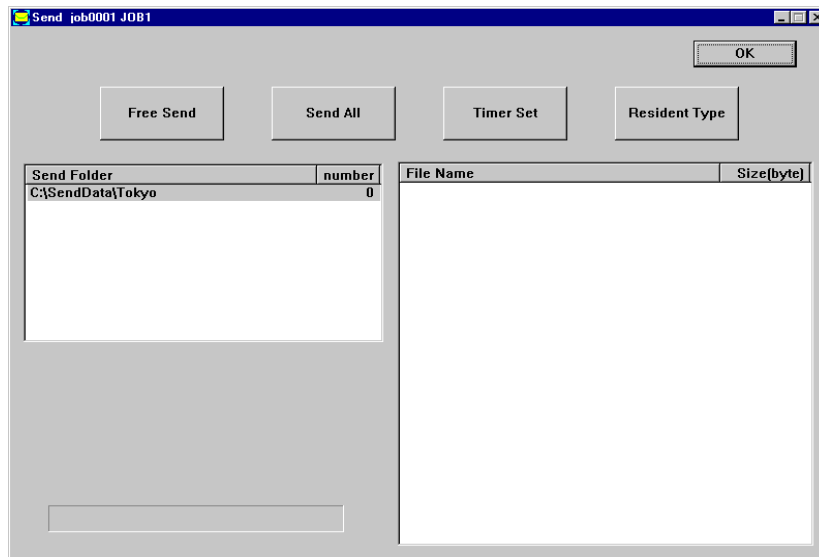 Send job0001 JOB1
OK
Free Send Send All Timer Set Resident Type
Send Folder number
C:\SendData\Tokyo 0
File Name Size(byte)